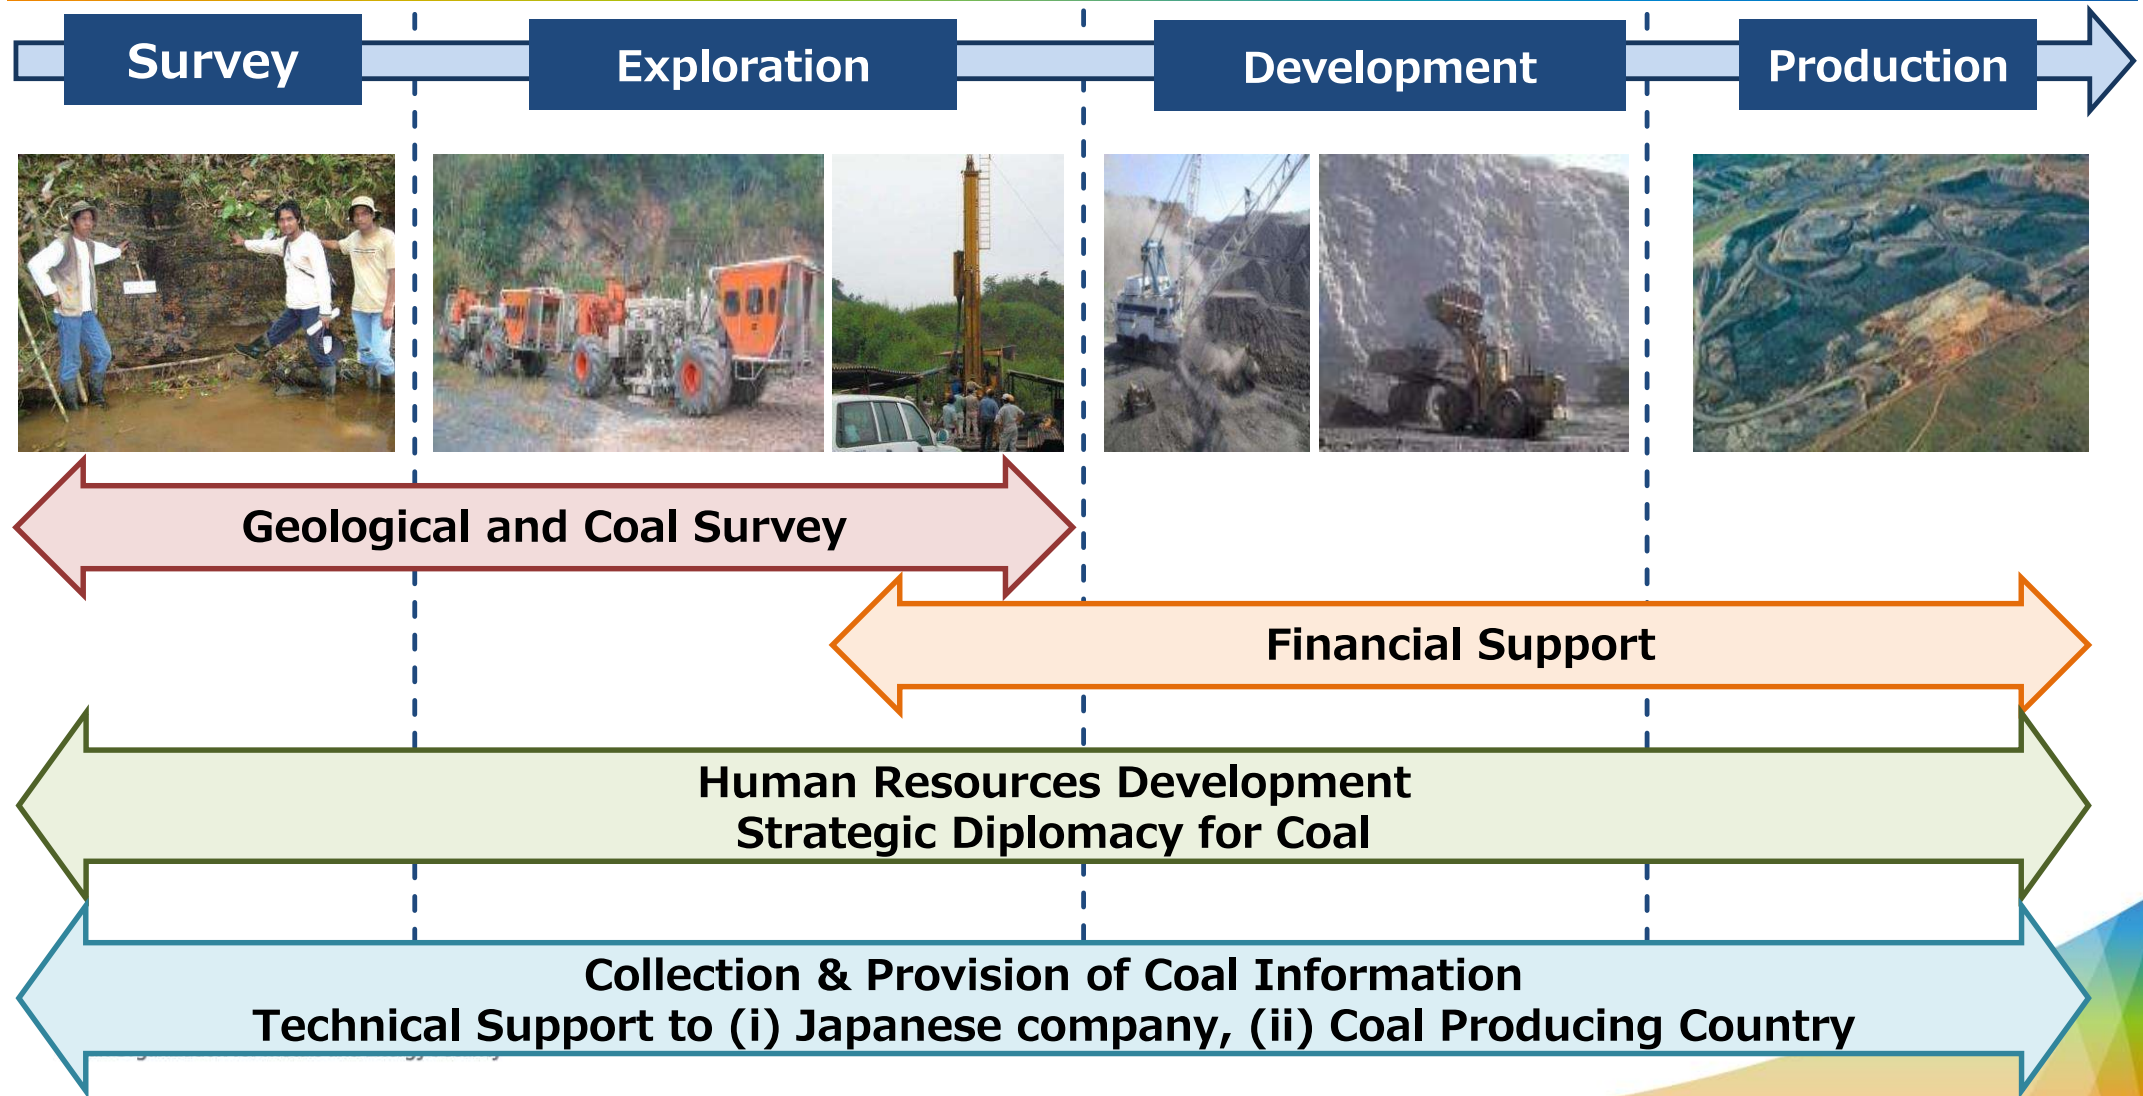 Survey
Exploration
Development
Production
Geological and Coal Survey
Financial Support
Human Resources Development
Strategic Diplomacy for Coal
Collection & Provision of Coal Information
Technical Support to (i) Japanese company, (ii) Coal Producing Country